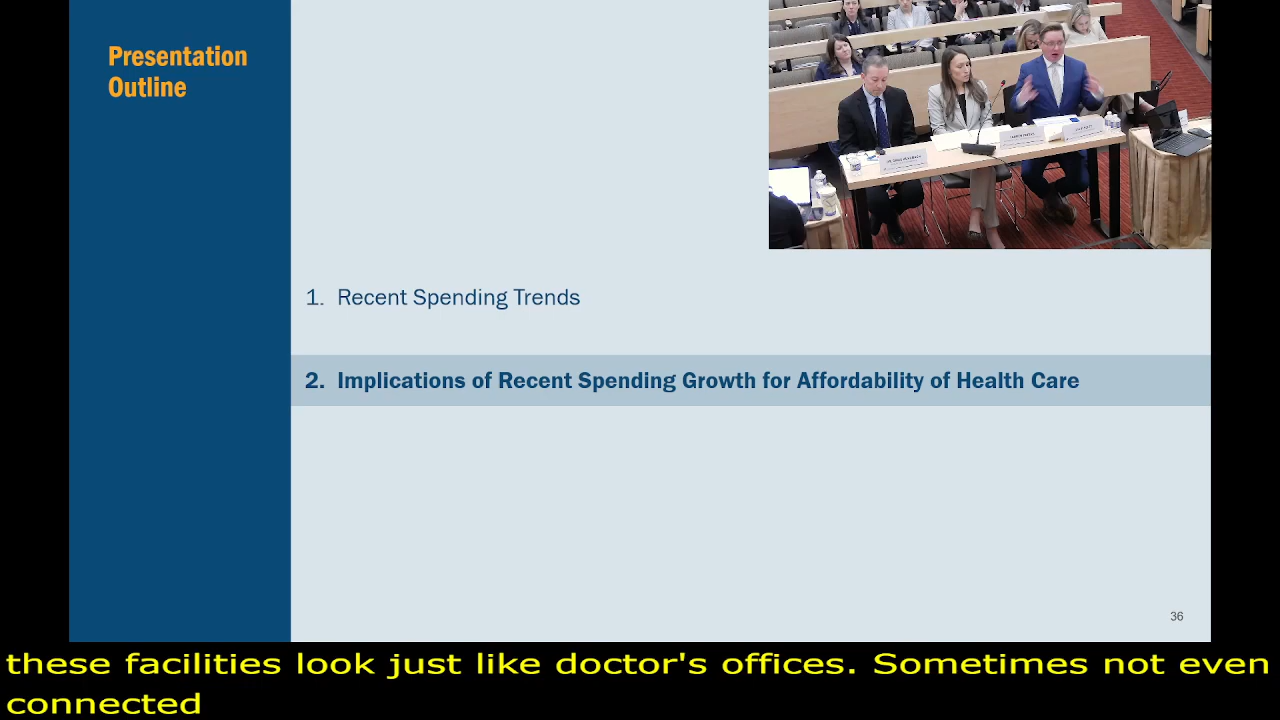 Presentation
Outline
1. Recent Spending Trends
2. Implications of Recent Spending Growth for Affordability of Health Care
36
these facilities look just like doctor's offices. Sometimes not even
connected